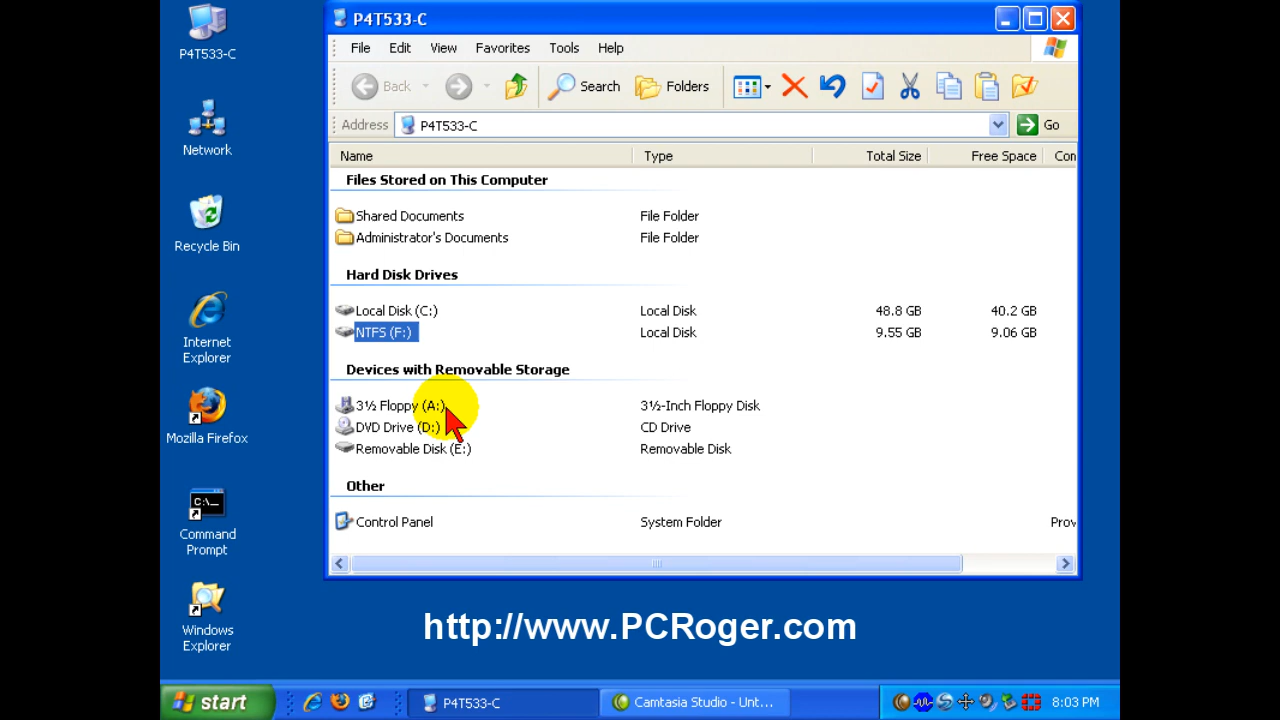 P4T533-C
Network
Recycle Bin
Internet
Explorer
Mozilla Firefox
C:\_
Command
Prompt
Windows
Explorer
P4T533-C
File Edit View Favorites Tools Help
Back Search Folders
Address P4T533-C Go
Name Type Total Size Free Space Con
Files Stored on This Computer
Shared Documents File Folder
Administrator's Documents File Folder
Hard Disk Drives
Local Disk (C:) Local Disk 48.8 GB 40.2 GB
NTFS (F:) Local Disk 9.55 GB 9.06 GB
Devices with Removable Storage
3½ Floppy (A:) 3½-Inch Floppy Disk
DVD Drive (D:) CD Drive
Removable Disk (E:) Removable Disk
Other
Control Panel System Folder Prov
http://www.PCRoger.com
start P4T533-C Camtasia Studio - Unt... 8:03 PM